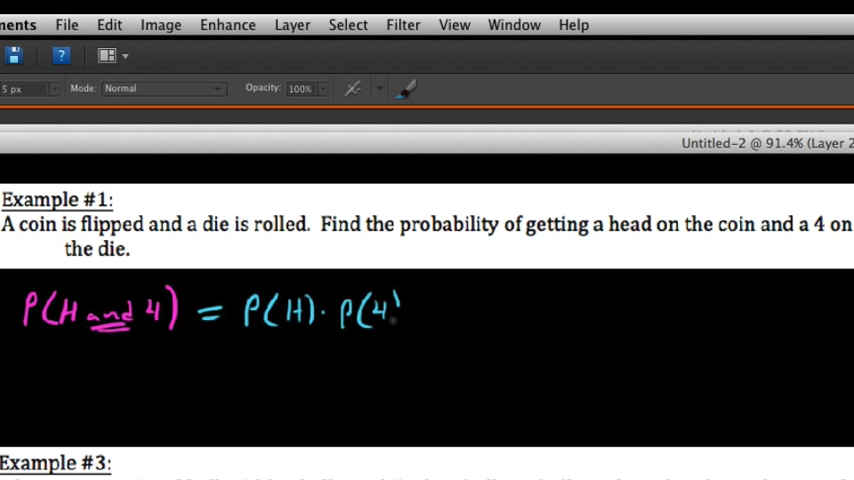 ments File Edit Image Enhance Layer Select Filter View Window Help
?
5 px Mode: Normal Opacity: 100%
Untitled-2 @ 91.4% (Layer 2
Example #1:
A coin is flipped and a die is rolled. Find the probability of getting a head on the coin and a 4 on
the die.
P(H and 4) = P(H) · P(4)
Example #3: